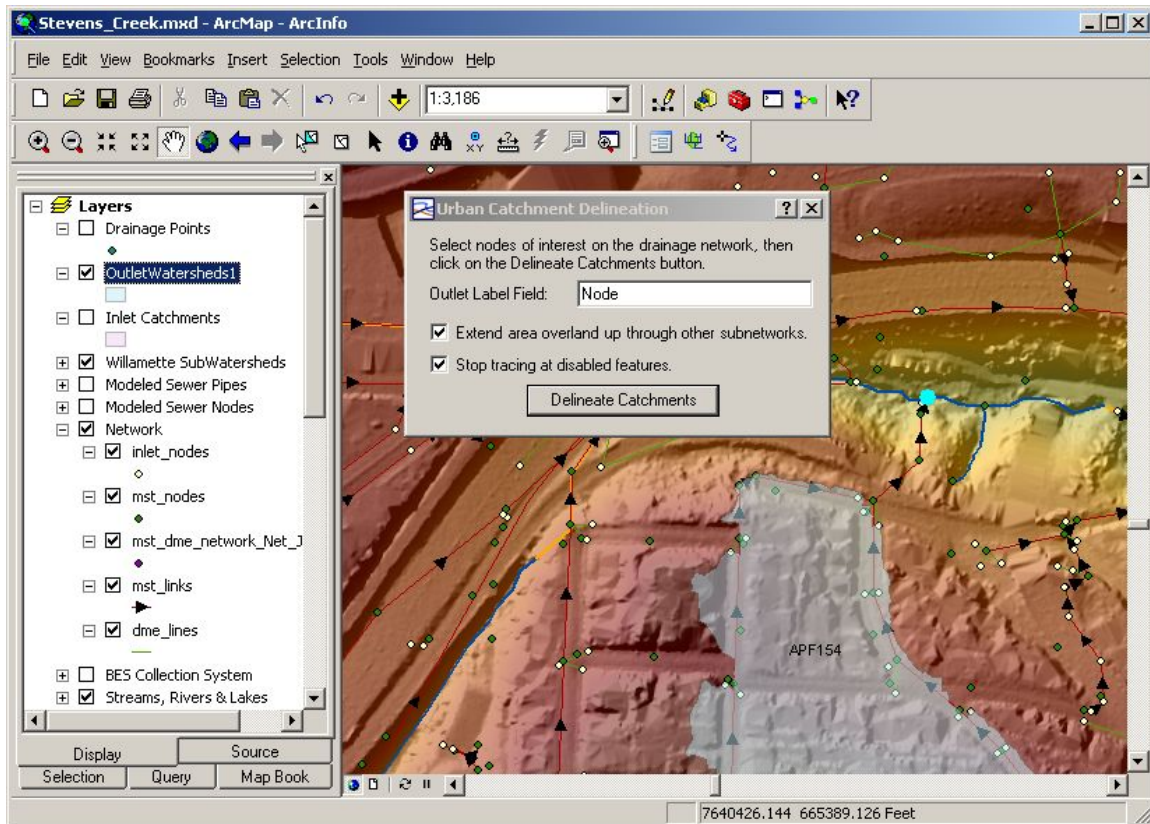 Stevens_Creek.mxd - ArcMap - ArcInfo
File Edit View Bookmarks Insert Selection Tools Window Help
1:3,186
Layers
Drainage Points
OutletWatersheds1
Inlet Catchments
Willamette SubWatersheds
Modeled Sewer Pipes
Modeled Sewer Nodes
Network
inlet_nodes
mst_nodes
mst_dme_network_Net_J
mst_links
dme_lines
BES Collection System
Streams, Rivers & Lakes
Display Source
Selection Query Map Book
Urban Catchment Delineation
Select nodes of interest on the drainage network, then
click on the Delineate Catchments button.
Outlet Label Field: Node
Extend area overland up through other subnetworks.
Stop tracing at disabled features.
Delineate Catchments
APF154
7640426.144 665389.126 Feet